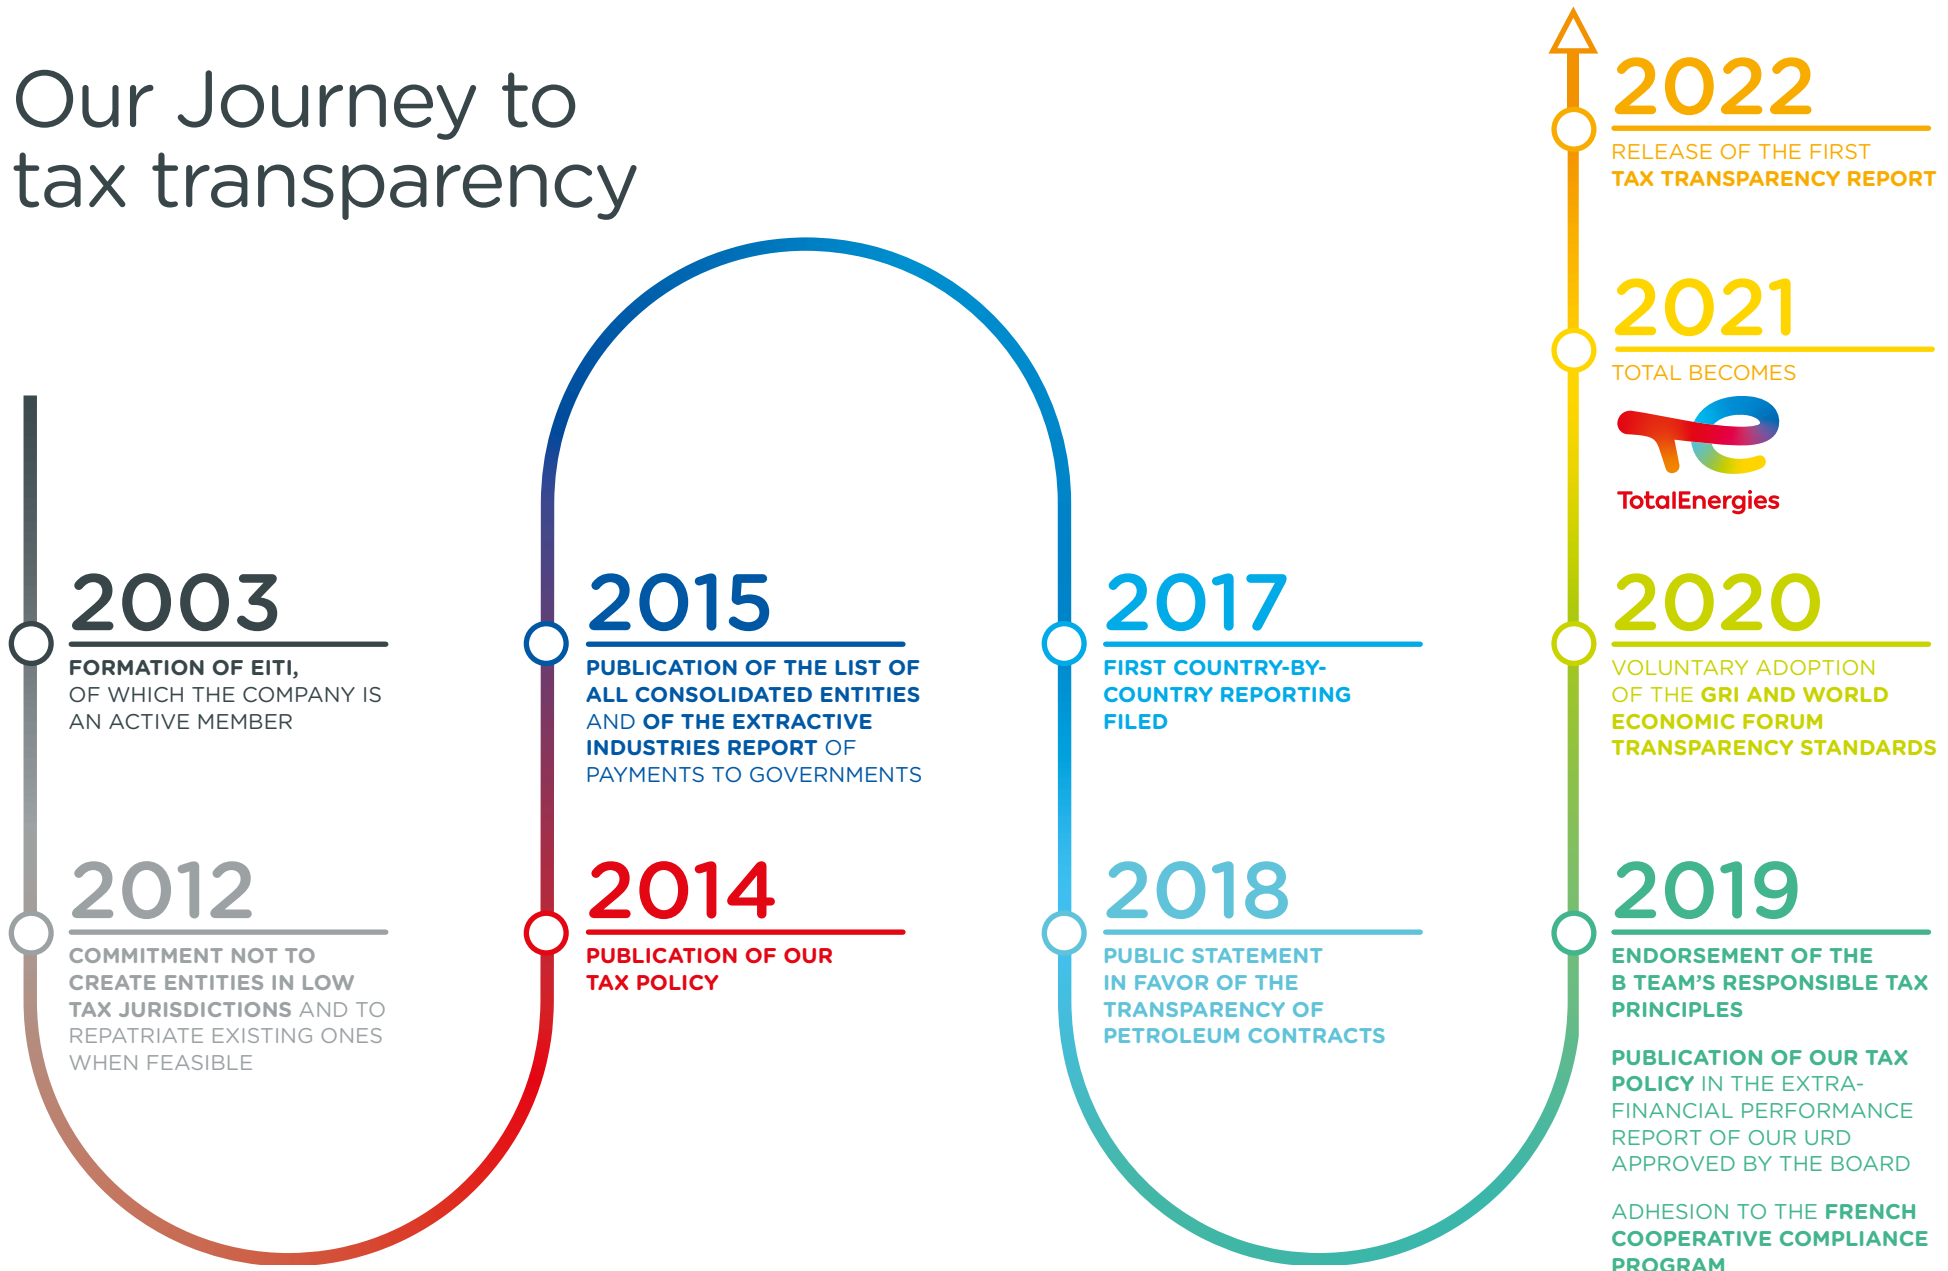 Our Journey to
tax transparency
2003
FORMATION OF EITI,
OF WHICH THE COMPANY IS
AN ACTIVE MEMBER
2012
COMMITMENT NOT TO
CREATE ENTITIES IN LOW
TAX JURISDICTIONS AND TO
REPATRIATE EXISTING ONES
WHEN FEASIBLE
2014
PUBLICATION OF OUR
TAX POLICY
2015
PUBLICATION OF THE LIST OF
ALL CONSOLIDATED ENTITIES
AND OF THE EXTRACTIVE
INDUSTRIES REPORT OF
PAYMENTS TO GOVERNMENTS
2017
FIRST COUNTRY-BY-
COUNTRY REPORTING
FILED
2018
PUBLIC STATEMENT
IN FAVOR OF THE
TRANSPARENCY OF
PETROLEUM CONTRACTS
2019
ENDORSEMENT OF THE
B TEAM'S RESPONSIBLE TAX
PRINCIPLES
PUBLICATION OF OUR TAX
POLICY IN THE EXTRA-
FINANCIAL PERFORMANCE
REPORT OF OUR URD
APPROVED BY THE BOARD
ADHESION TO THE FRENCH
COOPERATIVE COMPLIANCE
PROGRAM
2020
VOLUNTARY ADOPTION
OF THE GRI AND WORLD
ECONOMIC FORUM
TRANSPARENCY STANDARDS
2021
TOTAL BECOMES
TotalEnergies
2022
RELEASE OF THE FIRST
TAX TRANSPARENCY REPORT